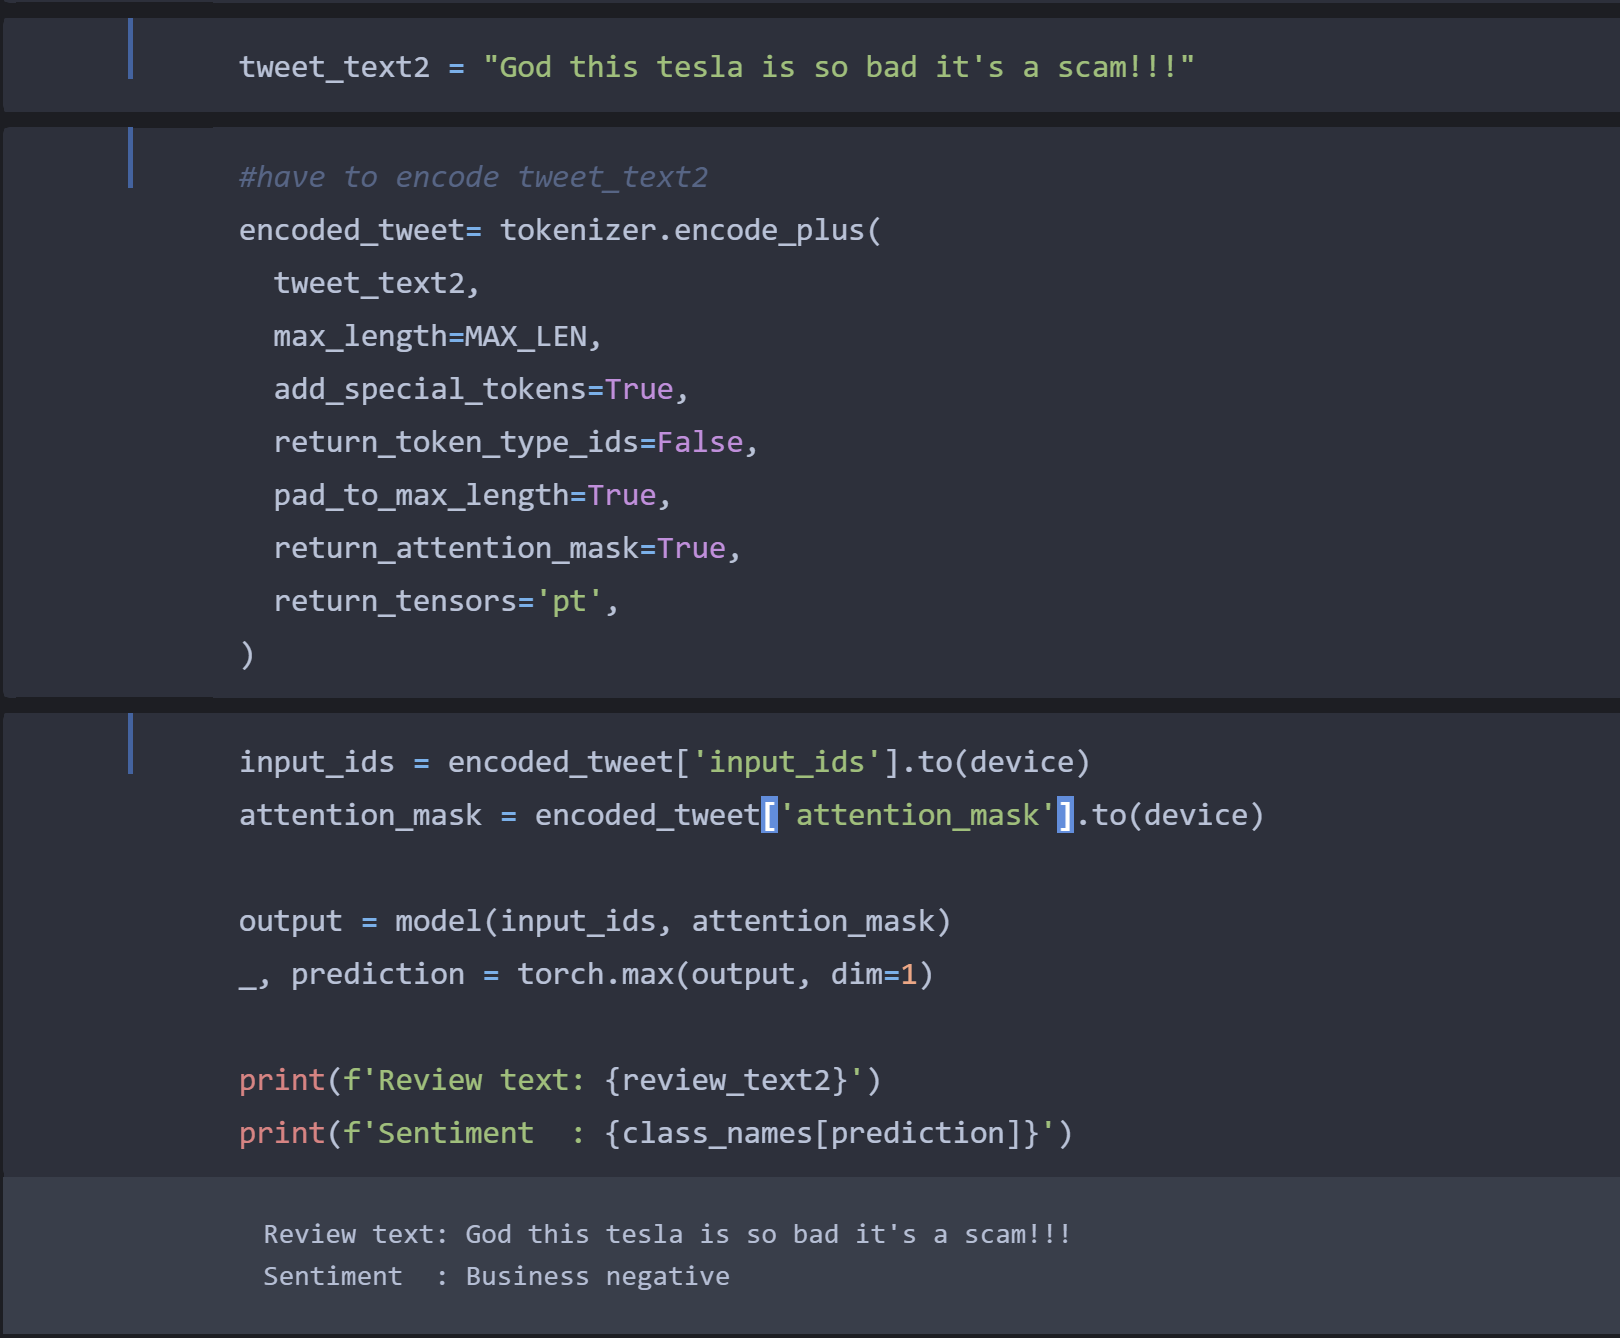 tweet_text2 = "God this tesla is so bad it's a scam!!!"
#have to encode tweet_text2
encoded_tweet= tokenizer.encode_plus(
  tweet_text2,
  max_length=MAX_LEN,
  add_special_tokens=True,
  return_token_type_ids=False,
  pad_to_max_length=True,
  return_attention_mask=True,
  return_tensors='pt',
)
input_ids = encoded_tweet['input_ids'].to(device)
attention_mask = encoded_tweet['attention_mask'].to(device)
output = model(input_ids, attention_mask)
_, prediction = torch.max(output, dim=1)
print(f'Review text: {review_text2}')
print(f'Sentiment  : {class_names[prediction]}')
Review text: God this tesla is so bad it's a scam!!!
Sentiment  : Business negative